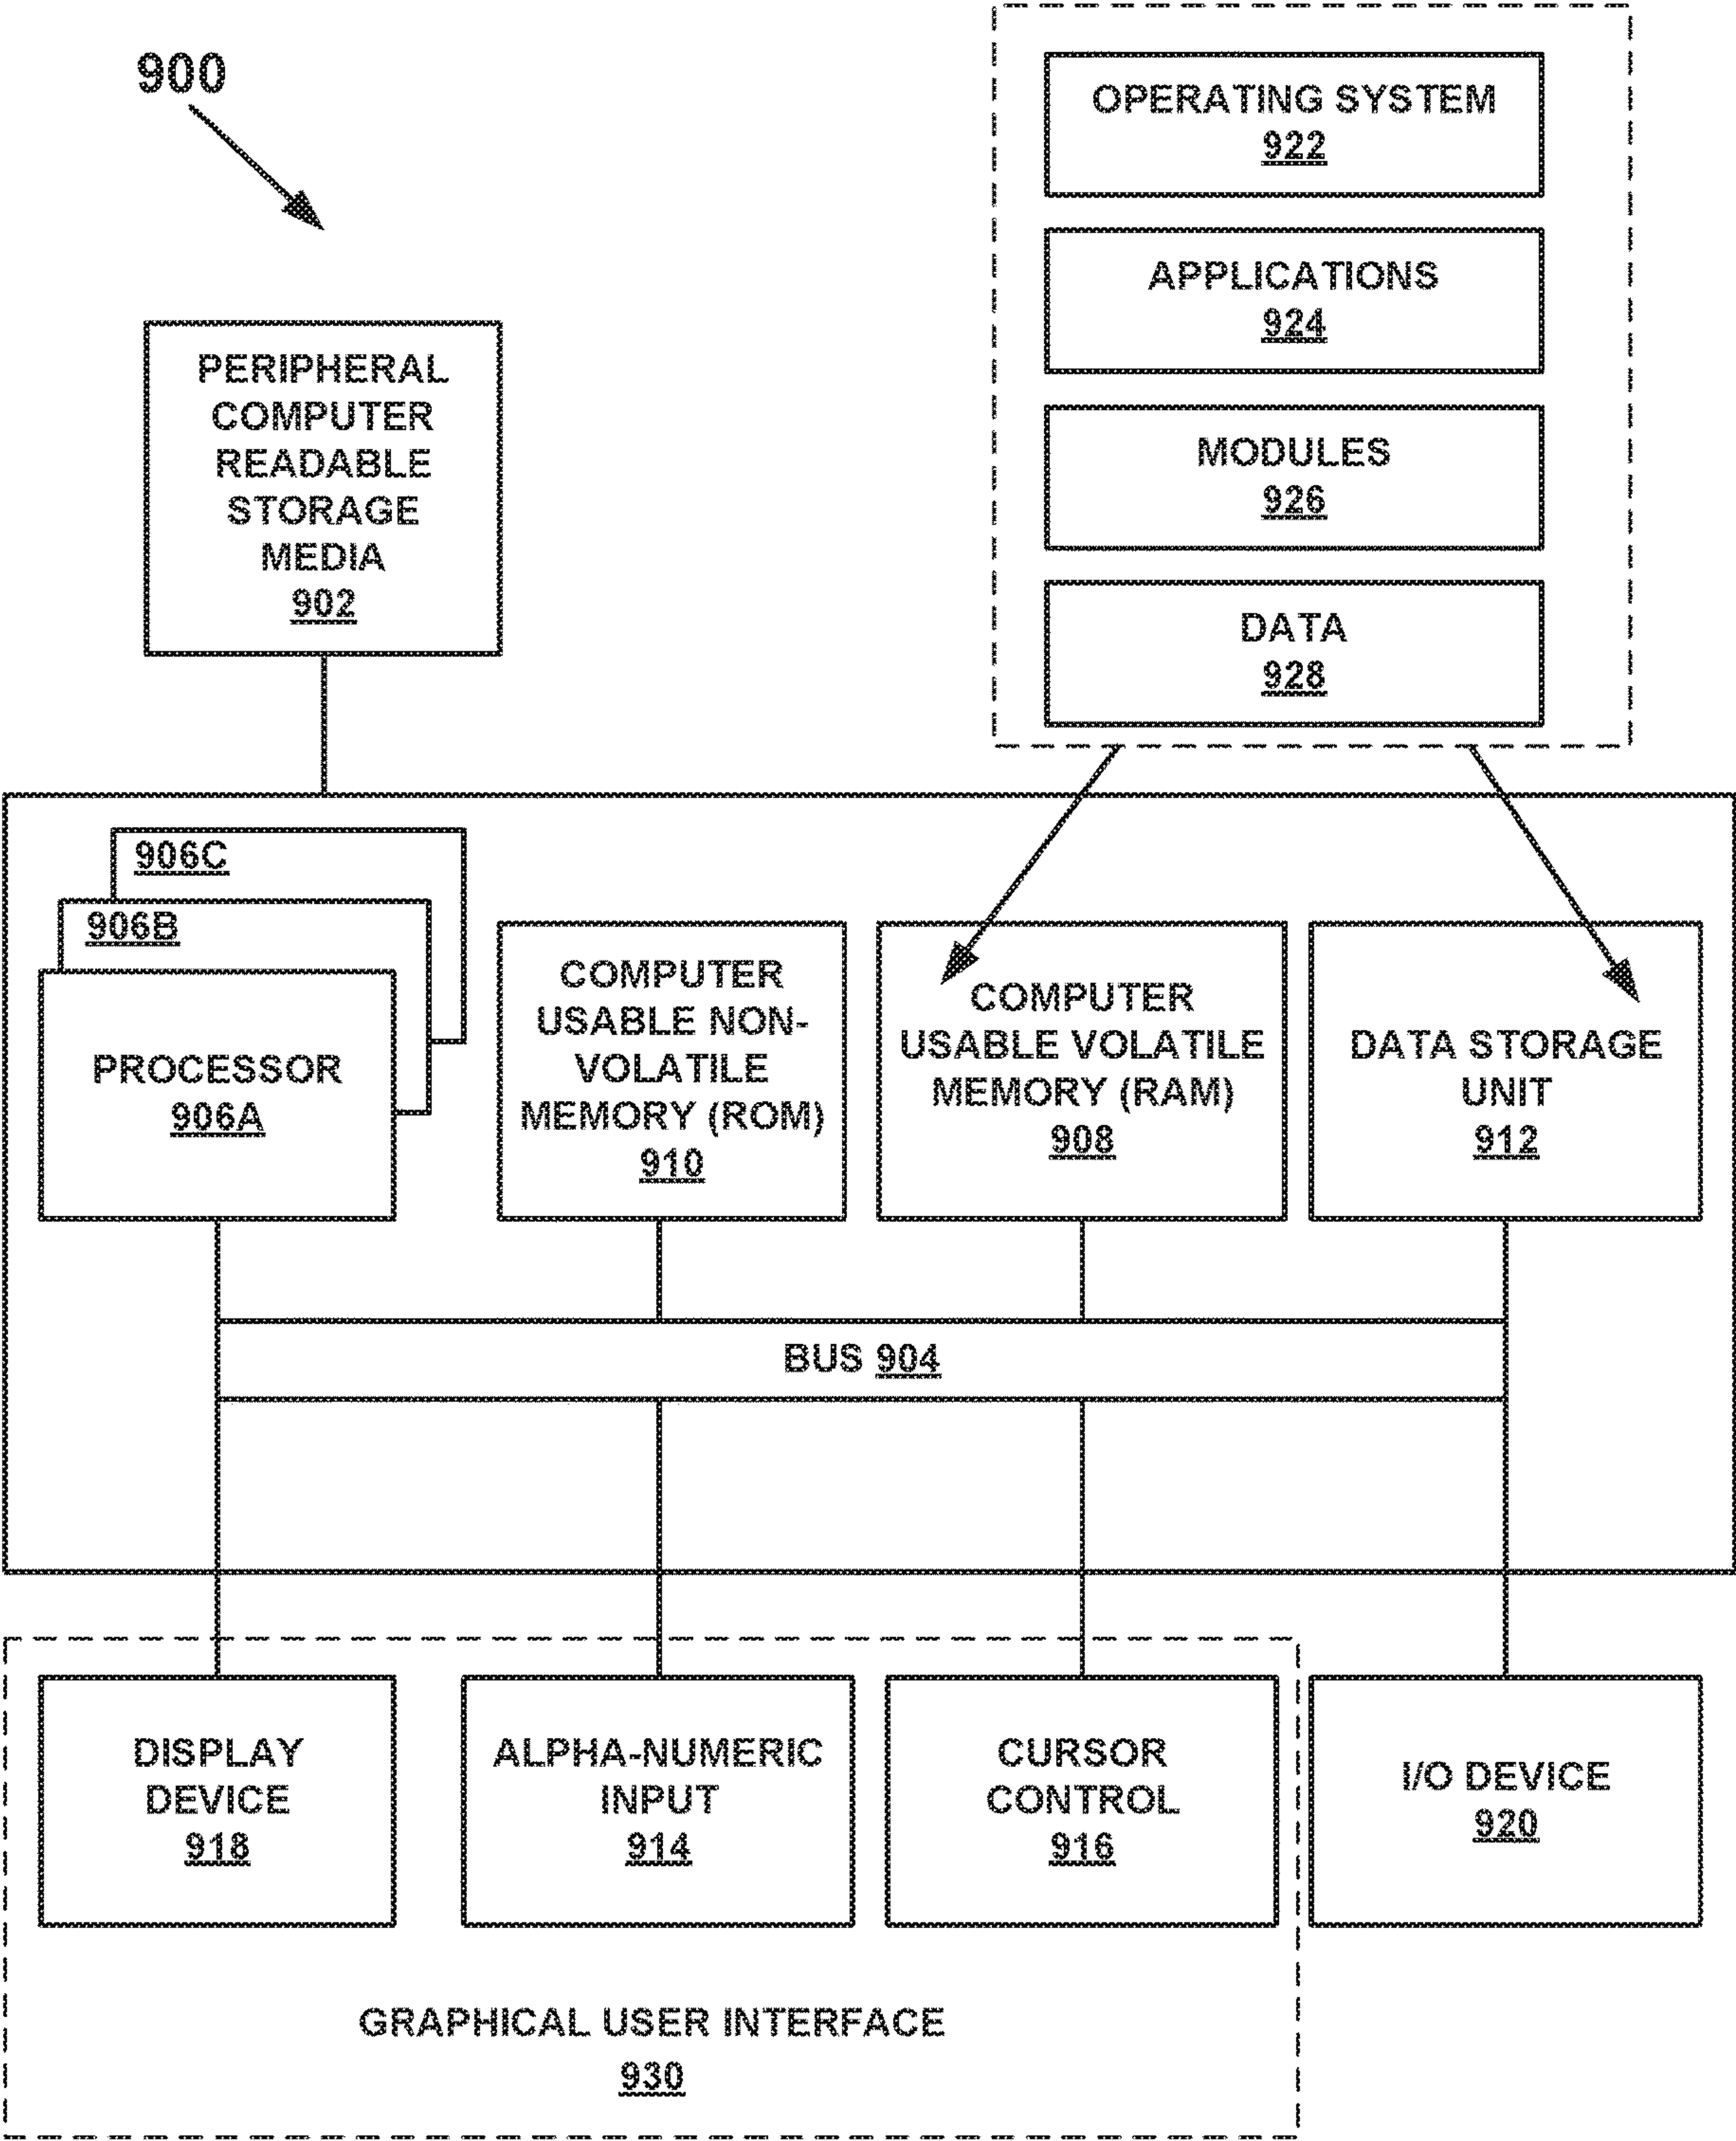 900
OPERATING SYSTEM
922
APPLICATIONS
924
MODULES
926
DATA
928
PERIPHERAL
COMPUTER
READABLE
STORAGE
MEDIA
902
906C
906B
PROCESSOR
906A
COMPUTER
USABLE NON-
VOLATILE
MEMORY (ROM)
910
COMPUTER
USABLE VOLATILE
MEMORY (RAM)
908
DATA STORAGE
UNIT
912
BUS 904
DISPLAY
DEVICE
918
ALPHA-NUMERIC
INPUT
914
CURSOR
CONTROL
916
I/O DEVICE
920
GRAPHICAL USER INTERFACE
930